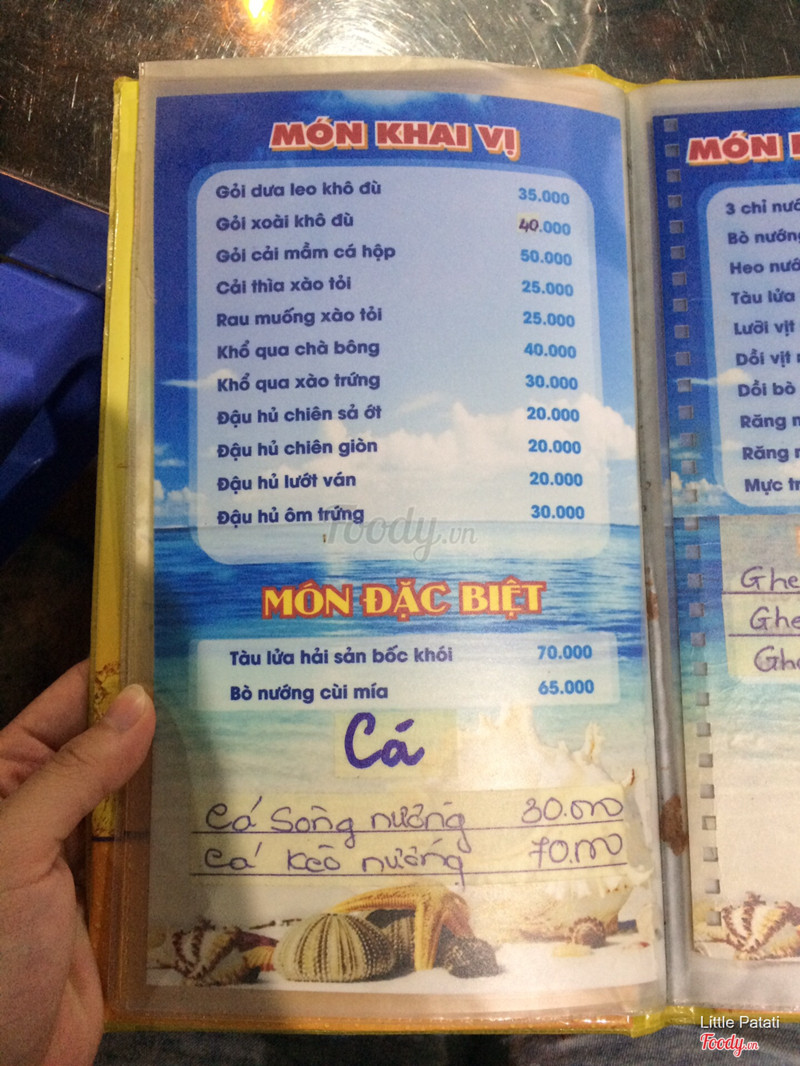 MÓN KHAI VỊ
Gỏi dưa leo khô đù 35.000
Gỏi xoài khô đù 40.000
Gỏi cải mầm cá hộp 50.000
Cải thìa xào tỏi 25.000
Rau muống xào tỏi 25.000
Khổ qua chà bông 40.000
Khổ qua xào trứng 30.000
Đậu hủ chiên sả ớt 20.000
Đậu hủ chiên giòn 20.000
Đậu hủ lướt ván 20.000
Đậu hủ ôm trứng 30.000
Foody.vn
MÓN ĐẶC BIỆT
Tàu lửa hải sản bốc khói 70.000
Bò nướng cùi mía 65.000
Cá
Cá Sông nướng 30.000
Cá Kèo nướng 70.000
MÓN
3 chỉ nướ
Bò nướng
Heo nướ
Tàu lửa
Lưỡi vịt
Dồi vịt
Dồi bò
Răng
Răng
Mực
Ghe
Ghe
Ghe
Little Patati
Foody.vn